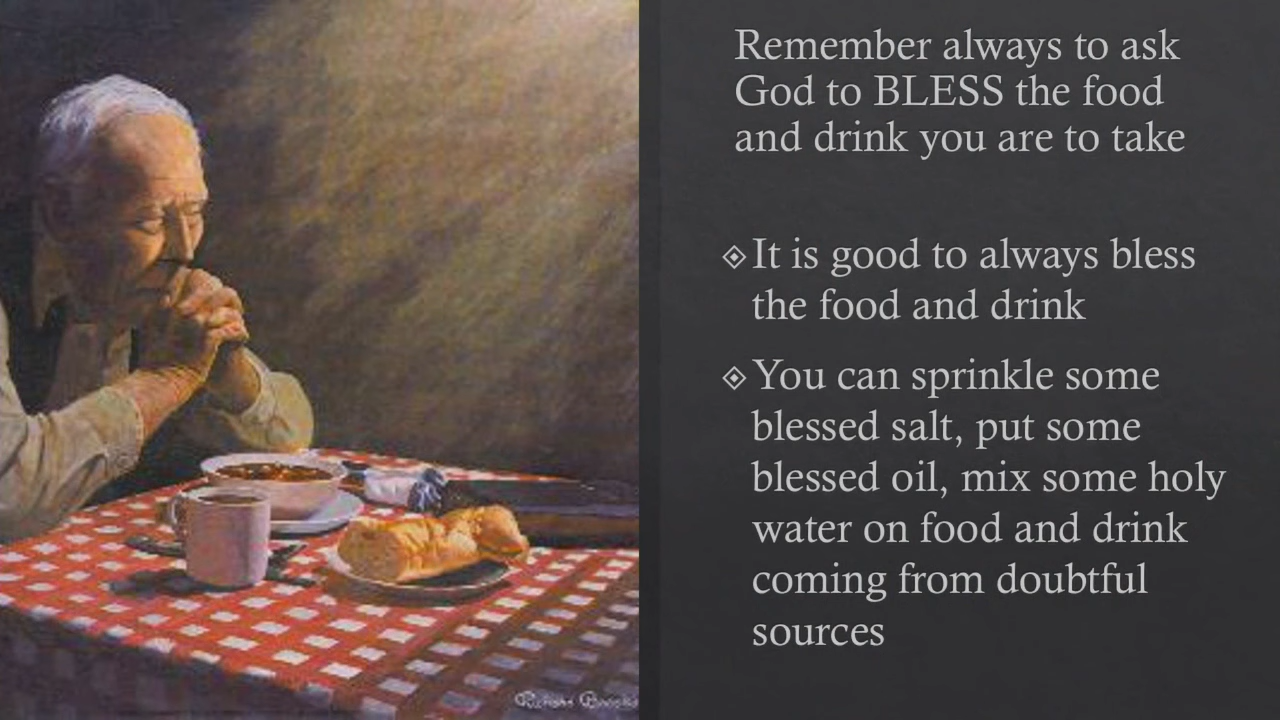 Remember always to ask
God to BLESS the food
and drink you are to take
It is good to always bless
the food and drink
You can sprinkle some
blessed salt, put some
blessed oil, mix some holy
water on food and drink
coming from doubtful
sources